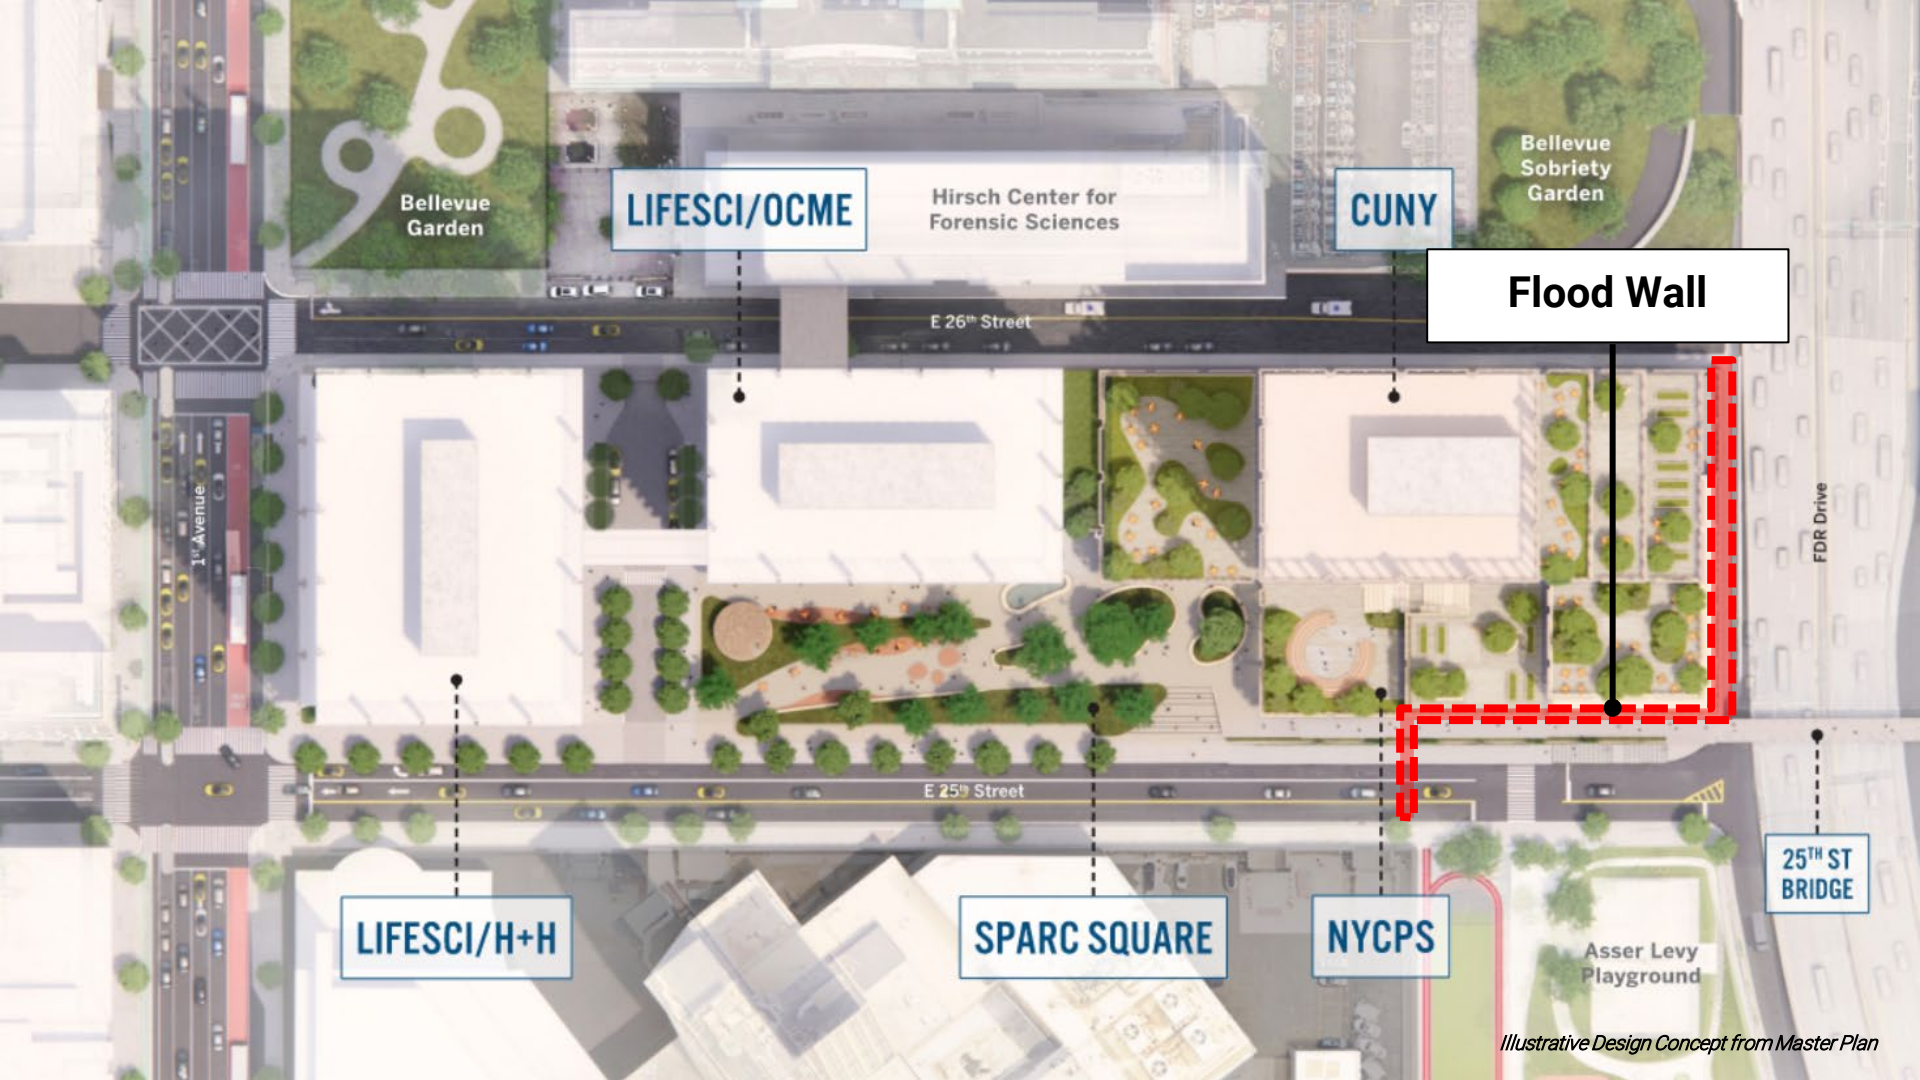 Bellevue
Garden
LIFESCI/OCME
Hirsch Center for
Forensic Sciences
CUNY
Bellevue
Sobriety
Garden
Flood Wall
E 26th Street
1st Avenue
FDR Drive
E 25th Street
25TH ST
BRIDGE
LIFESCI/H+H
SPARC SQUARE
NYCPS
Asser Levy
Playground
Illustrative Design Concept from Master Plan